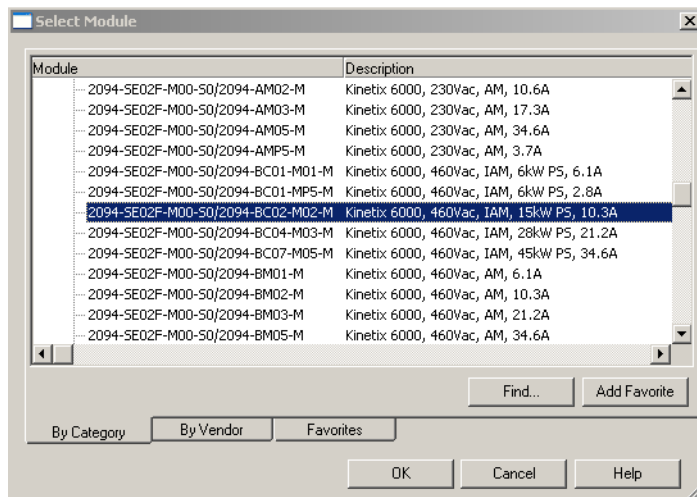 Select Module
Module Description
2094-SE02F-M00-S0/2094-AM02-M Kinetix 6000, 230Vac, AM, 10.6A
2094-SE02F-M00-S0/2094-AM03-M Kinetix 6000, 230Vac, AM, 17.3A
2094-SE02F-M00-S0/2094-AM05-M Kinetix 6000, 230Vac, AM, 34.6A
2094-SE02F-M00-S0/2094-AMP5-M Kinetix 6000, 230Vac, AM, 3.7A
2094-SE02F-M00-S0/2094-BC01-M01-M Kinetix 6000, 460Vac, IAM, 6kW PS, 6.1A
2094-SE02F-M00-S0/2094-BC01-MP5-M Kinetix 6000, 460Vac, IAM, 6kW PS, 2.8A
2094-SE02F-M00-S0/2094-BC02-M02-M Kinetix 6000, 460Vac, IAM, 15kW PS, 10.3A
2094-SE02F-M00-S0/2094-BC04-M03-M Kinetix 6000, 460Vac, IAM, 28kW PS, 21.2A
2094-SE02F-M00-S0/2094-BC07-M05-M Kinetix 6000, 460Vac, IAM, 45kW PS, 34.6A
2094-SE02F-M00-S0/2094-BM01-M Kinetix 6000, 460Vac, AM, 6.1A
2094-SE02F-M00-S0/2094-BM02-M Kinetix 6000, 460Vac, AM, 10.3A
2094-SE02F-M00-S0/2094-BM03-M Kinetix 6000, 460Vac, AM, 21.2A
2094-SE02F-M00-S0/2094-BM05-M Kinetix 6000, 460Vac, AM, 34.6A
Find... Add Favorite
By Category By Vendor Favorites
OK Cancel Help